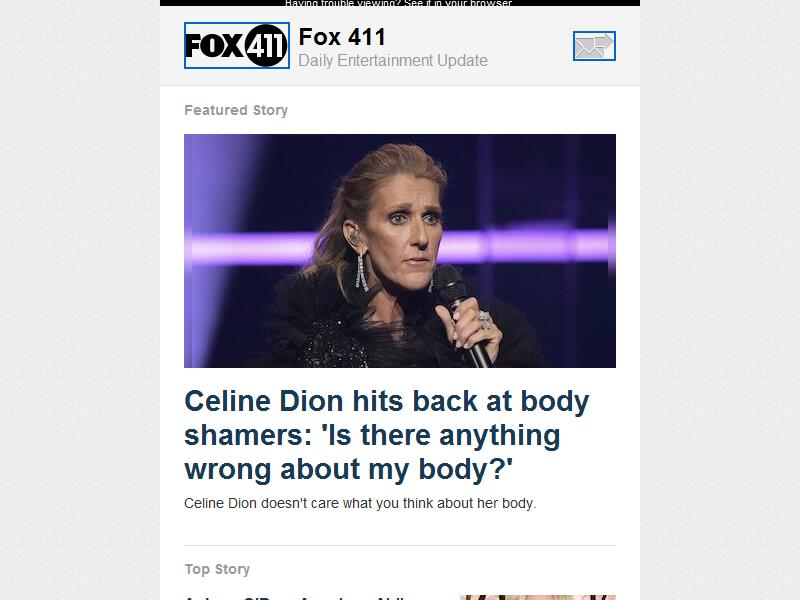 Having trouble viewing? See it in your browser
FOX 411
Fox 411
Daily Entertainment Update
Featured Story
Celine Dion hits back at body
shamers: 'Is there anything
wrong about my body?'
Celine Dion doesn't care what you think about her body.
Top Story